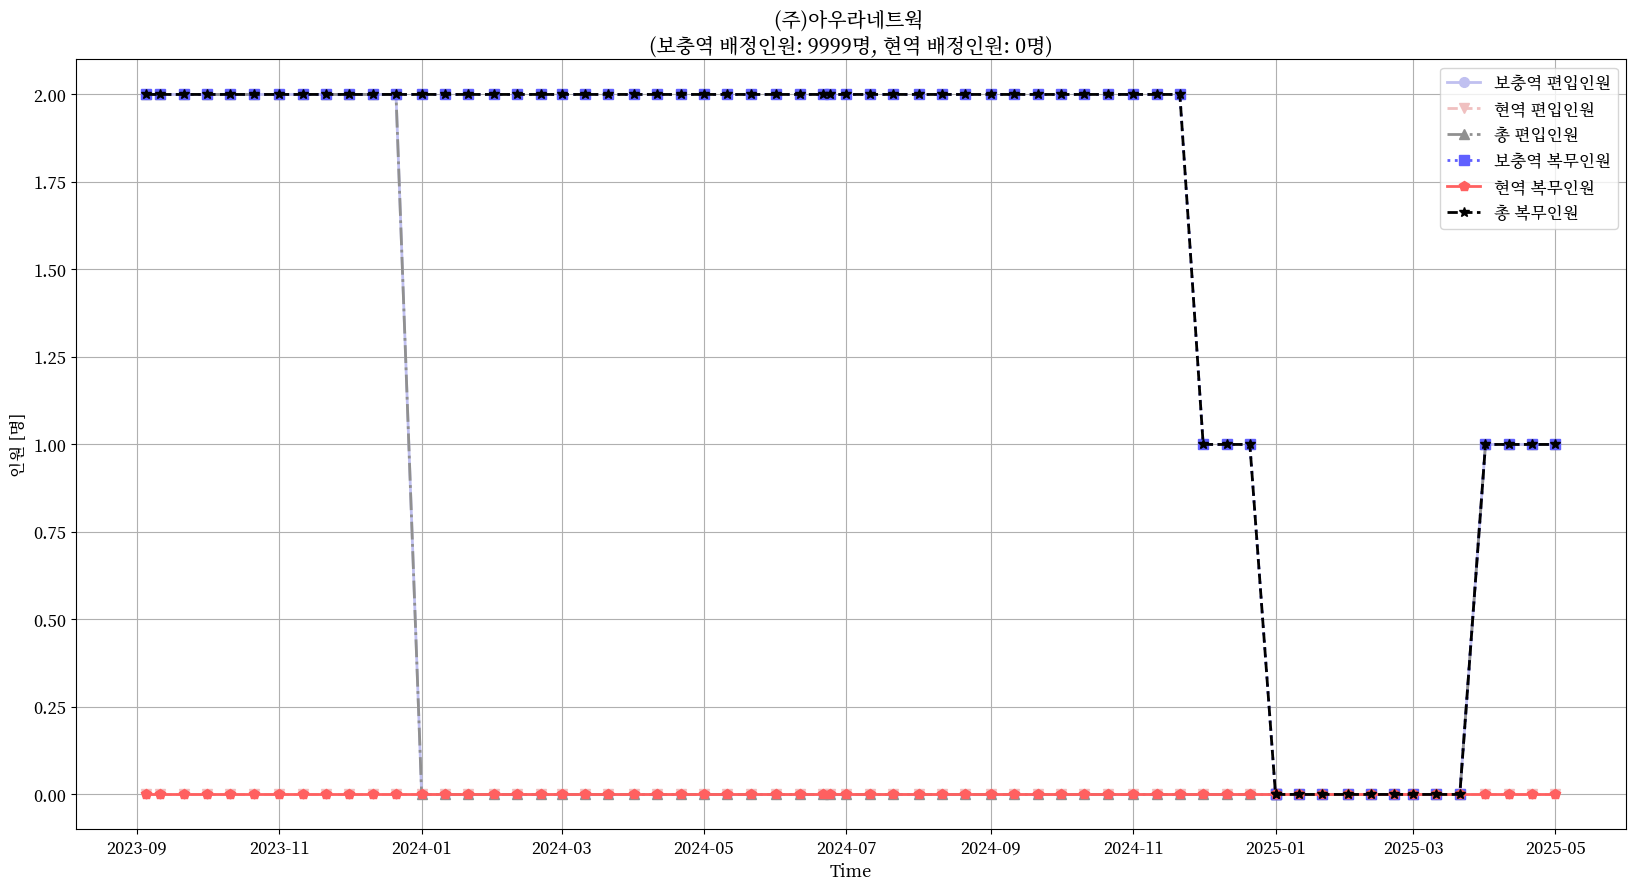 (주)아우라네트웍
(보충역 배정인원: 9999명, 현역 배정인원: 0명)
2.00
1.75
1.50
1.25
1.00
0.75
0.50
0.25
0.00
인원 [명]
보충역 편입인원
현역 편입인원
총 편입인원
보충역 복무인원
현역 복무인원
총 복무인원
2023-09 2023-11 2024-01 2024-03 2024-05 2024-07 2024-09 2024-11 2025-01 2025-03 2025-05
Time